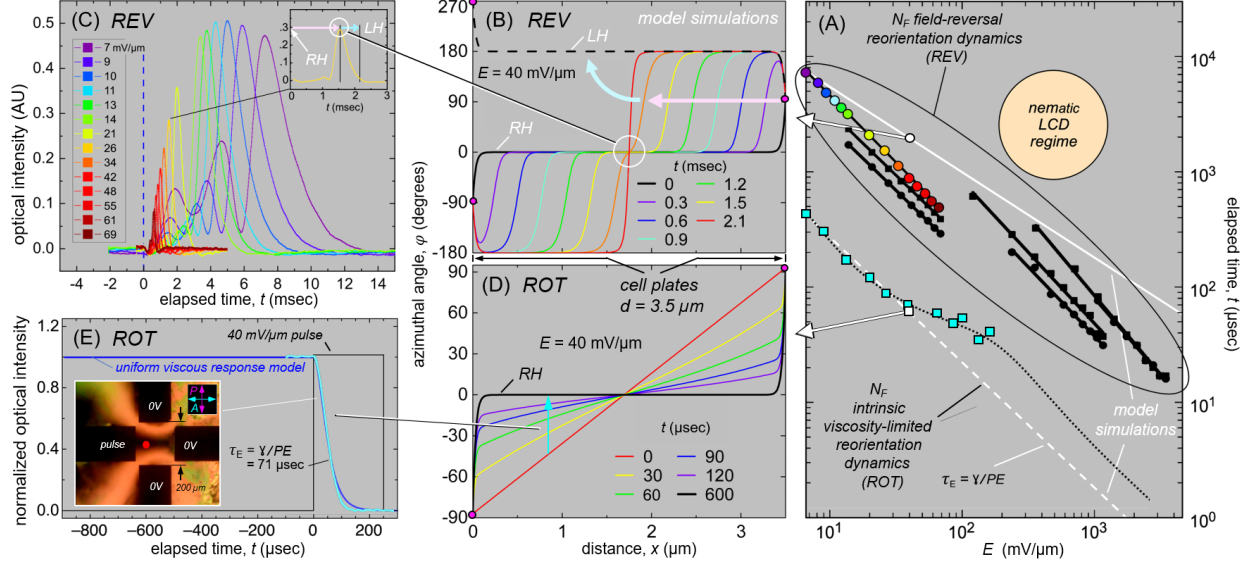 (C) REV
optical intensity (AU)
0.5
0.4
0.3
0.2
0.1
0.0
7 mV/μm
9
10
11
13
14
21
26
34
42
48
55
61
69
-4 -2 0 2 4 6 8 10 12 14
elapsed time, t (msec)
.3
.2
.1
0
RH
LH
0 1 2 3
t (msec)
(B) REV
model simulations
270
180
90
0
-90
-180
LH
E = 40 mV/μm
RH
t (msec)
0 1.2
0.3 1.5
0.6 2.1
0.9
azimuthal angle, φ (degrees)
cell plates
d = 3.5 μm
(D) ROT
90
60
30
0
-30
-60
-90
E = 40 mV/μm
RH
t (μsec)
0 90
30 120
60 600
0 1 2 3
distance, x (μm)
(E) ROT
40 mV/μm pulse
normalized optical intensity
1.2
1.0
0.8
0.6
0.4
0.2
0.0
uniform viscous response model
0V
P
A
pulse
0V
0V
200 μm
τE = Ɣ/PE
= 71 μsec
−800 −600 −400 −200 0 200
elapsed time, t (μsec)
(A)
NF field-reversal
reorientation dynamics
(REV)
nematic
LCD
regime
model
simulations
NF
intrinsic
viscosity-limited
reorientation
dynamics
(ROT)
τE = Ɣ/PE
10^4
10^3
10^2
10^1
10^0
elapsed time, t (μsec)
10^1 10^2 10^3
E (mV/μm)